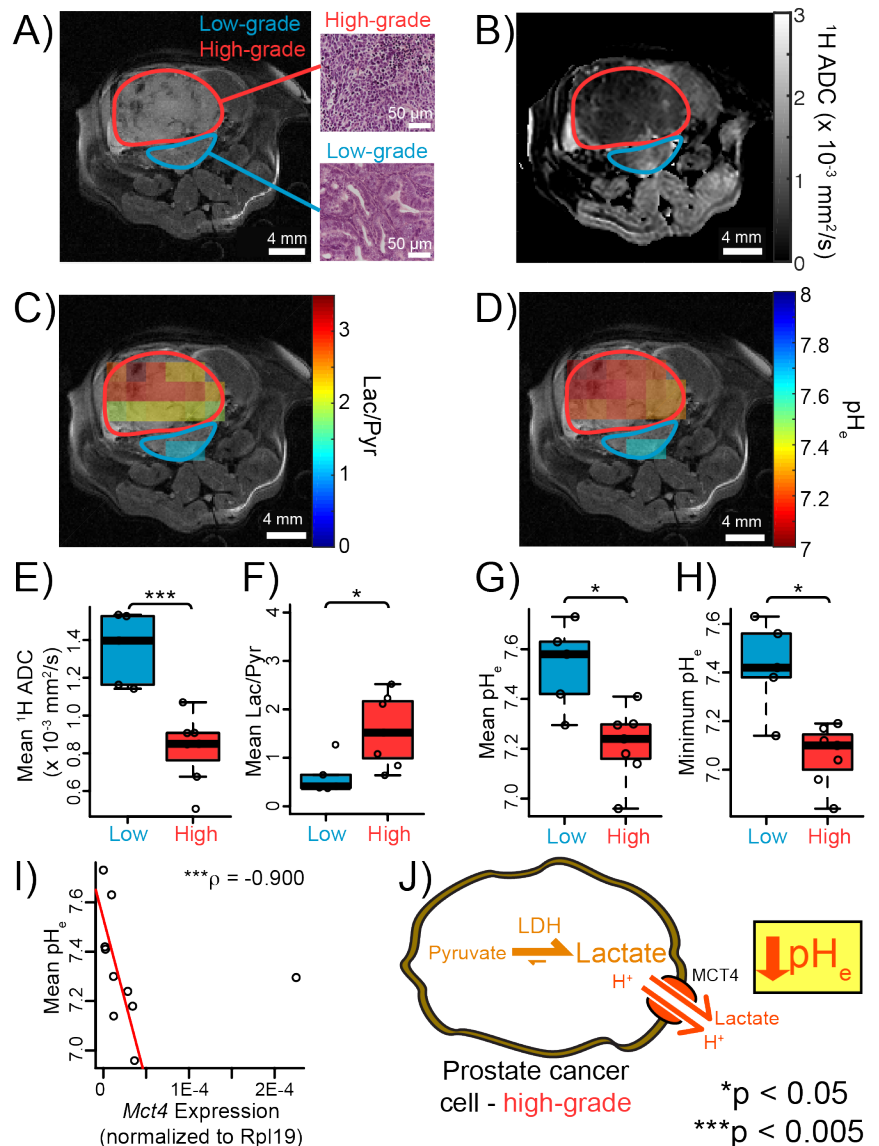 A)
Low-grade
High-grade
High-grade
50 µm
Low-grade
50 µm
4 mm
B)
3
2
1
0
¹H ADC (x 10⁻³ mm²/s)
4 mm
C)
3
2
1
0
Lac/Pyr
4 mm
D)
8
7.8
7.6
7.4
7.2
7
pHₑ
4 mm
E)
***
Mean ¹H ADC
(x 10⁻³ mm²/s)
1.4
1.0
0.8
0.6
Low High
F)
*
Mean Lac/Pyr
4
3
2
1
0
Low High
G)
*
Mean pHₑ
7.6
7.4
7.2
7.0
Low High
H)
*
Minimum pHₑ
7.6
7.4
7.2
7.0
Low High
I)
***ρ = -0.900
Mean pHₑ
7.6
7.4
7.2
7.0
0 1E-4 2E-4
Mct4 Expression
(normalized to Rpl19)
J)
LDH
Pyruvate Lactate
H⁺
MCT4
Lactate
H⁺
pHₑ
Prostate cancer
cell - high-grade
*p < 0.05
***p < 0.005